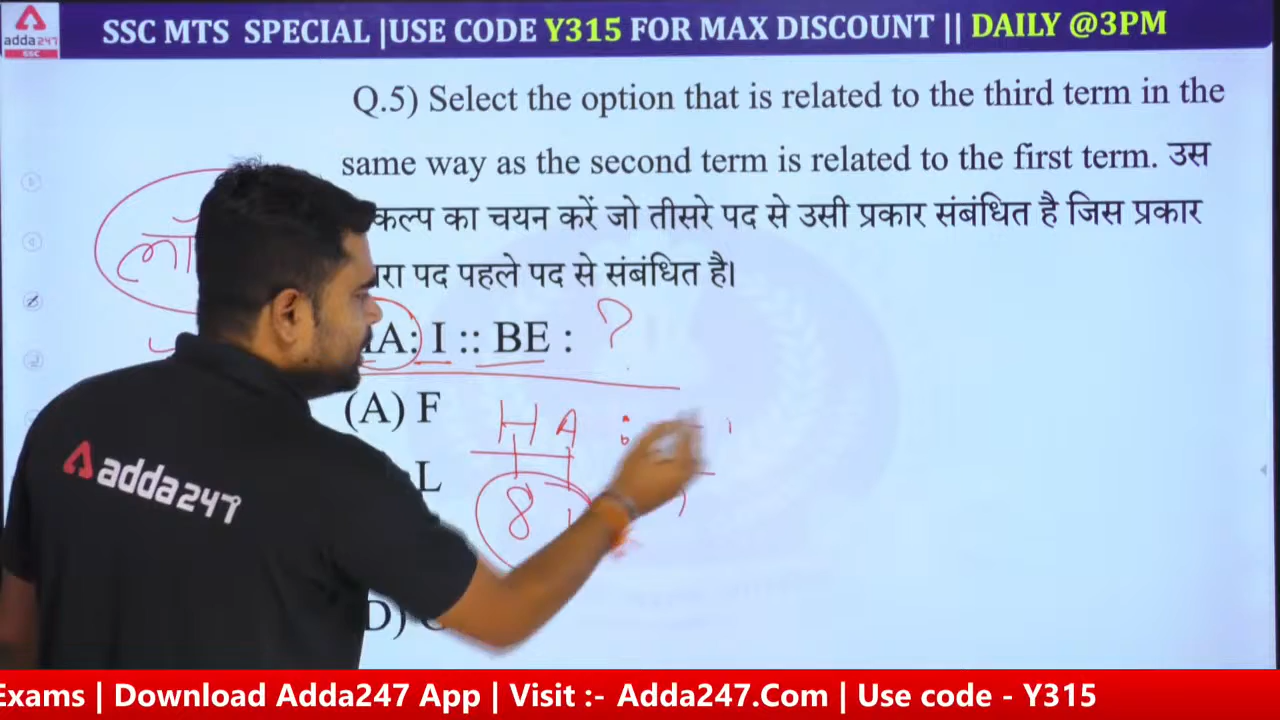 adda247
SSC
SSC MTS SPECIAL |USE CODE Y315 FOR MAX DISCOUNT || DAILY @3PM
Q.5) Select the option that is related to the third term in the
same way as the second term is related to the first term. उस
कल्प का चयन करें जो तीसरे पद से उसी प्रकार संबंधित है जिस प्रकार
रा पद पहले पद से संबंधित है।
A: I :: BE : ?
(A) F
H A :
L
8
D)
adda247
Exams | Download Adda247 App | Visit :- Adda247.Com | Use code - Y315